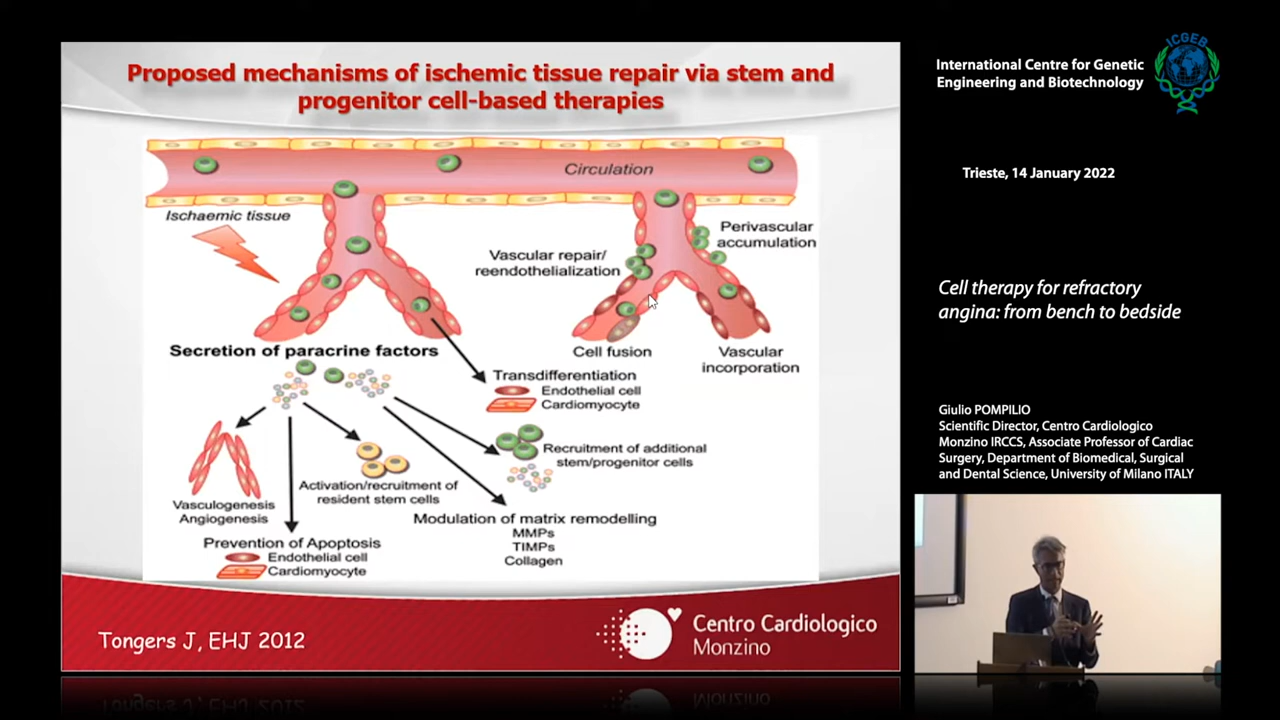 Proposed mechanisms of ischemic tissue repair via stem and
progenitor cell-based therapies
Circulation
Ischaemic tissue
Perivascular
accumulation
Vascular repair/
reendothelialization
Secretion of paracrine factors
Cell fusion
Vascular
incorporation
Transdifferentiation
Endothelial cell
Cardiomyocyte
Recruitment of additional
stem/progenitor cells
Activation/recruitment of
resident stem cells
Vasculogenesis
Angiogenesis
Modulation of matrix remodelling
MMPs
TIMPs
Collagen
Prevention of Apoptosis
Endothelial cell
Cardiomyocyte
Tongers J, EHJ 2012
Centro Cardiologico
Monzino
International Centre for Genetic
Engineering and Biotechnology
ICGEB
Trieste, 14 January 2022
Cell therapy for refractory
angina: from bench to bedside
Giulio POMPILIO
Scientific Director, Centro Cardiologico
Monzino IRCCS, Associate Professor of Cardiac
Surgery, Department of Biomedical, Surgical
and Dental Science, University of Milano ITALY